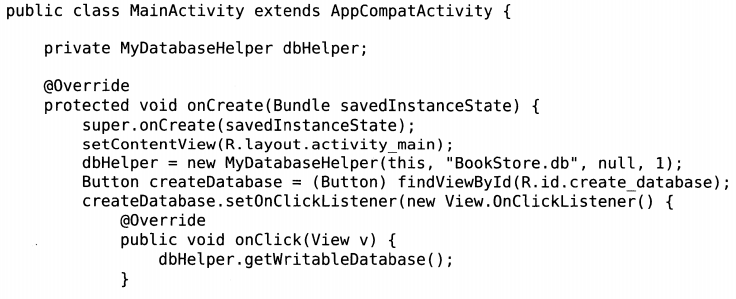 public class MainActivity extends AppCompatActivity {
private MyDatabaseHelper dbHelper;
@Override
protected void onCreate(Bundle savedInstanceState) {
super.onCreate(savedInstanceState);
setContentView(R.layout.activity_main);
dbHelper = new MyDatabaseHelper(this, "BookStore.db", null, 1);
Button createDatabase = (Button) findViewById(R.id.create_database);
createDatabase.setOnClickListener(new View.OnClickListener() {
@Override
public void onClick(View v) {
dbHelper.getWritableDatabase();
}